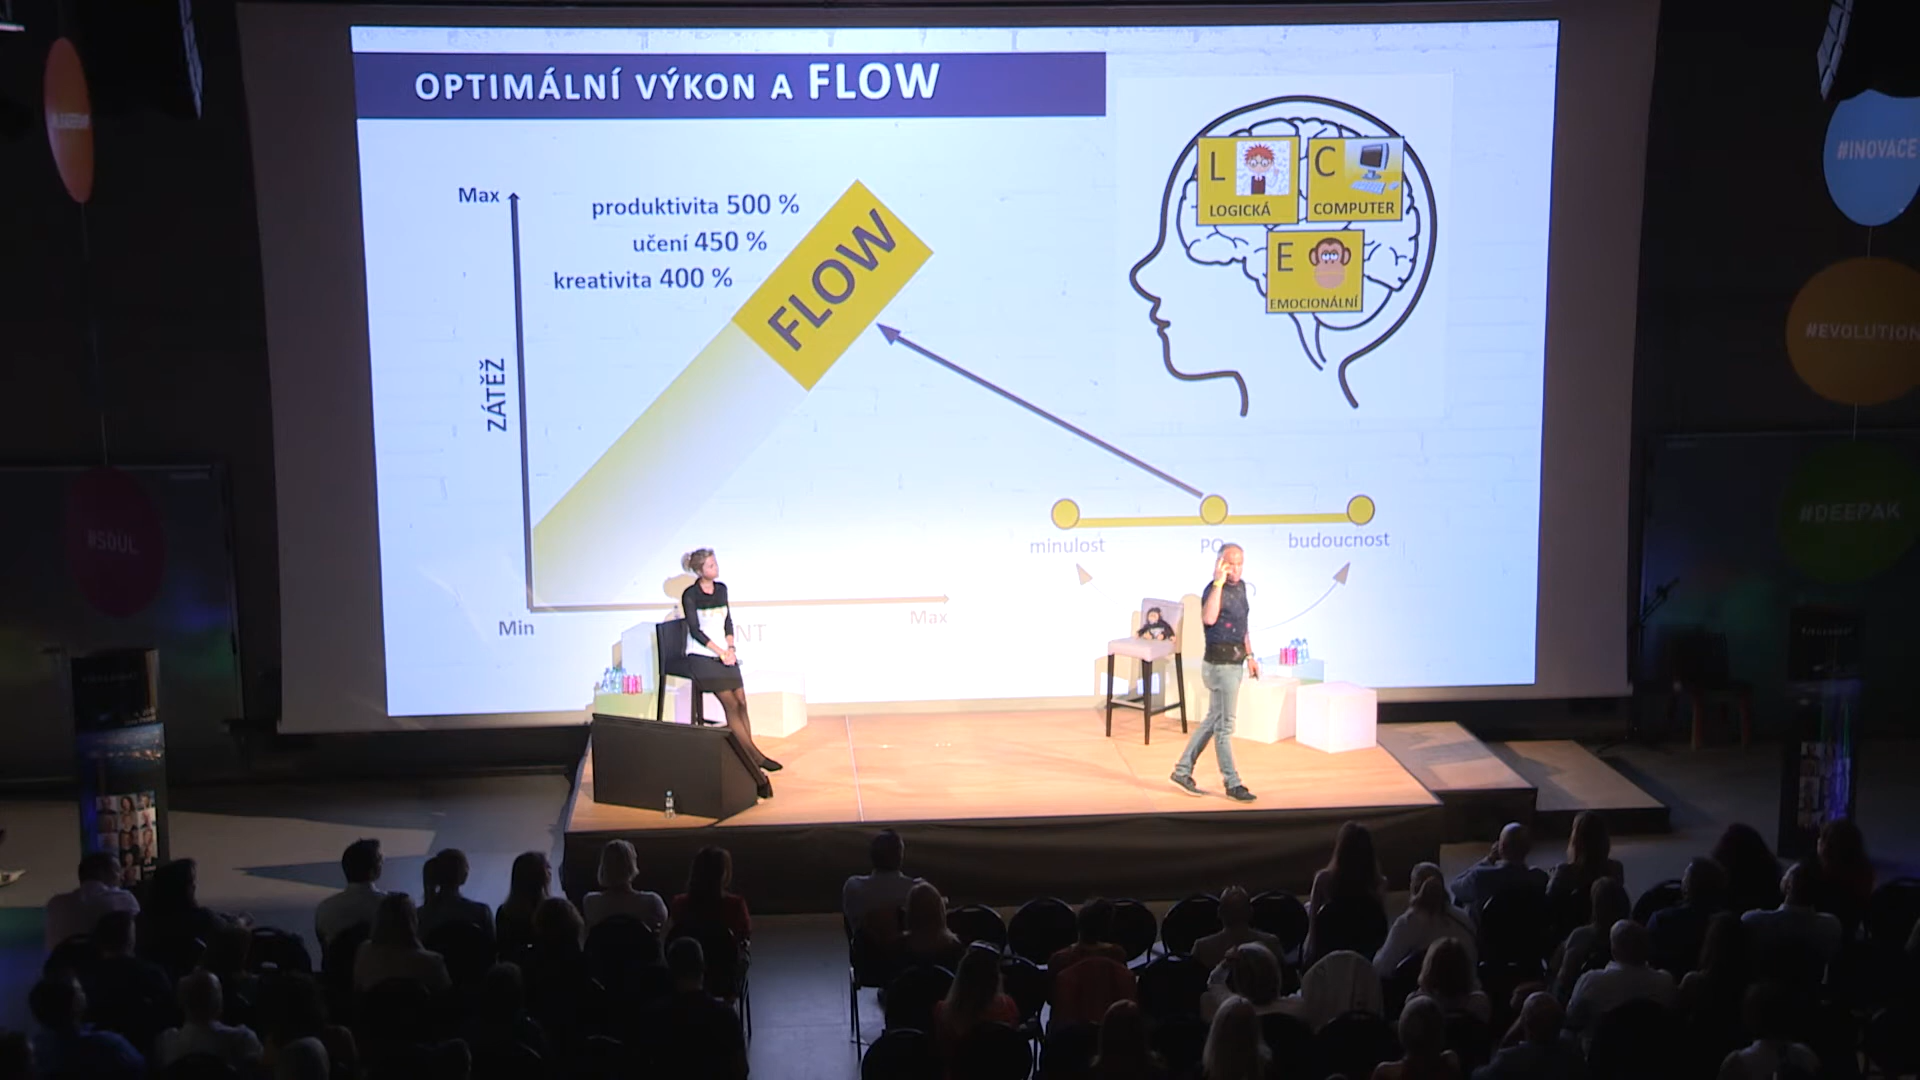 OPTIMÁLNÍ VÝKON A FLOW
Max
produktivita 500 %
učení 450 %
kreativita 400 %
FLOW
ZÁTĚŽ
Min
Max
L
LOGICKÁ
C
COMPUTER
E
EMOCIONÁLNÍ
minulost
budoucnost
#SOUL
#INOVACE
#EVOLUTION
#DEEPAK